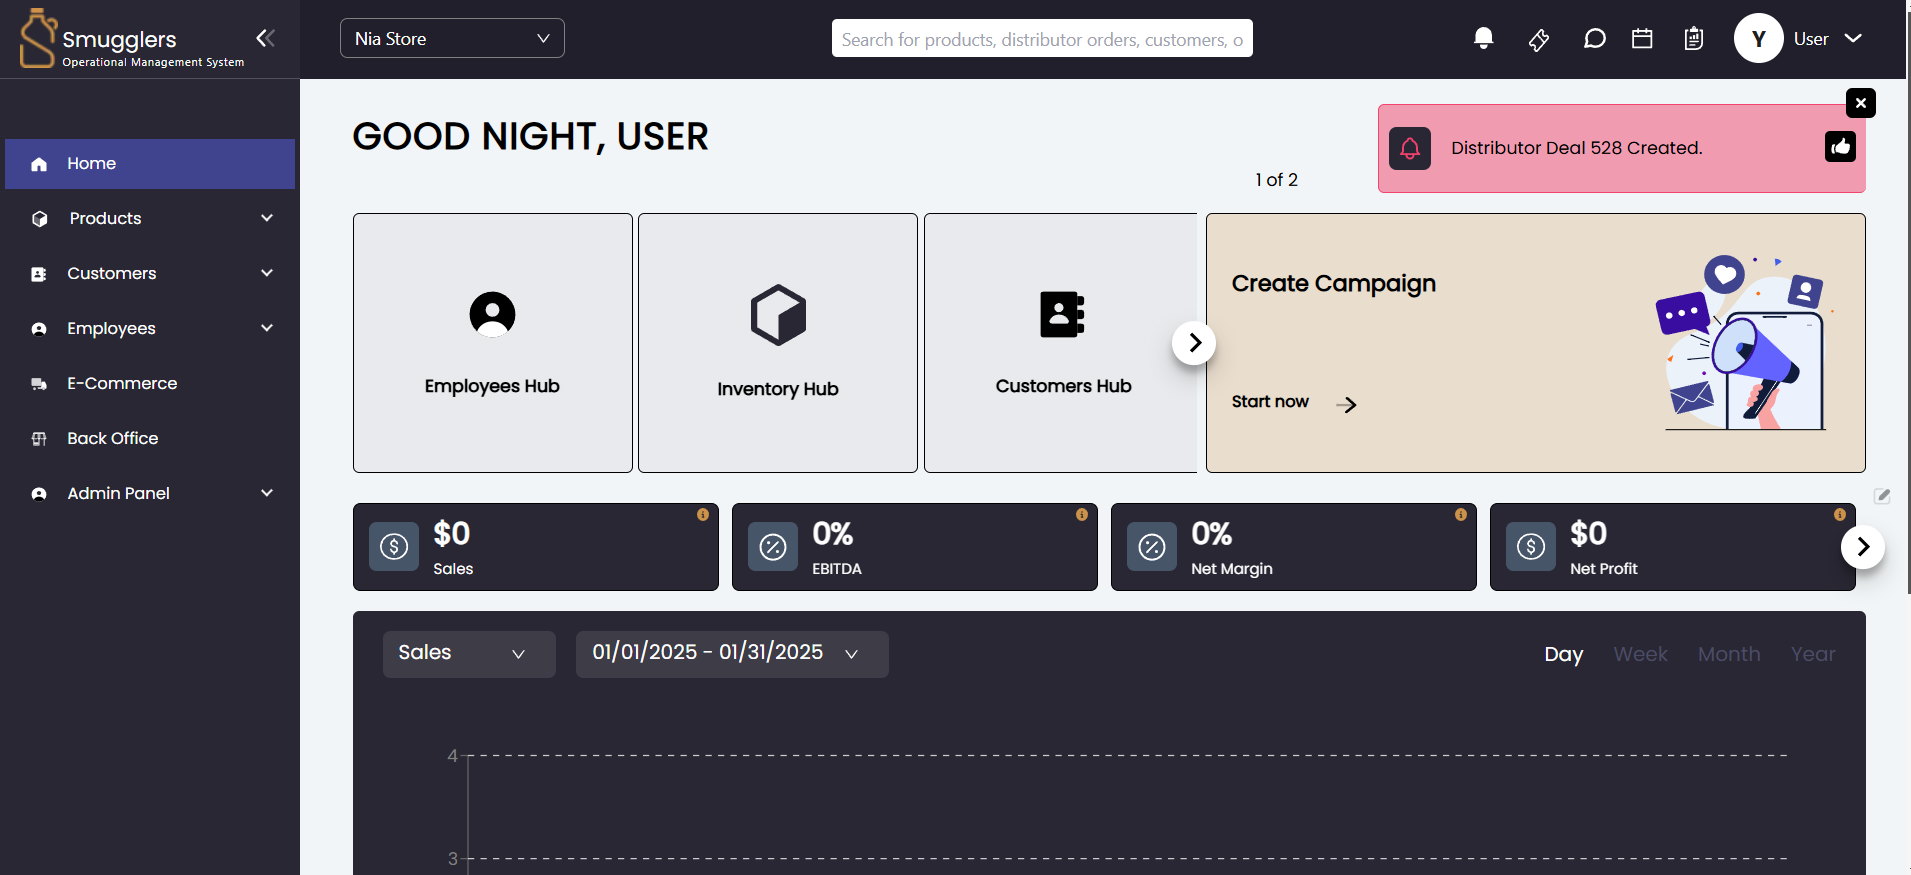 Smugglers
Operational Management System
Nia Store
Search for products, distributor orders, customers, o
Y
User
Home
Products
Customers
Employees
E-Commerce
Back Office
Admin Panel
GOOD NIGHT, USER
1 of 2
Distributor Deal 528 Created.
Employees Hub
Inventory Hub
Customers Hub
Create Campaign
Start now
$0
Sales
0%
EBITDA
0%
Net Margin
$0
Net Profit
Sales
01/01/2025 - 01/31/2025
Day
Week
Month
Year
4
3